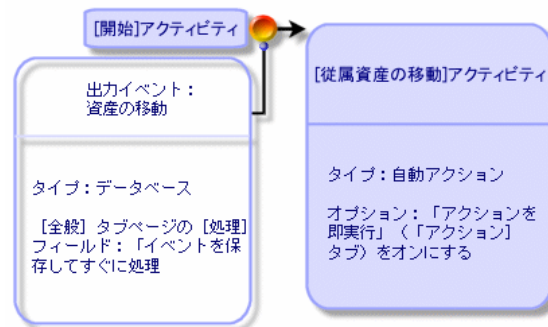 [開始]アクティビティ
出力イベント：
資産の移動
タイプ：データベース
［全般］タブページの［処理］
フィールド：「イベントを保
存してすぐに処理
[従属資産の移動]アクティビティ
タイプ：自動アクション
オプション：「アクションを
即実行」（「アクション］
タブ）をオンにする